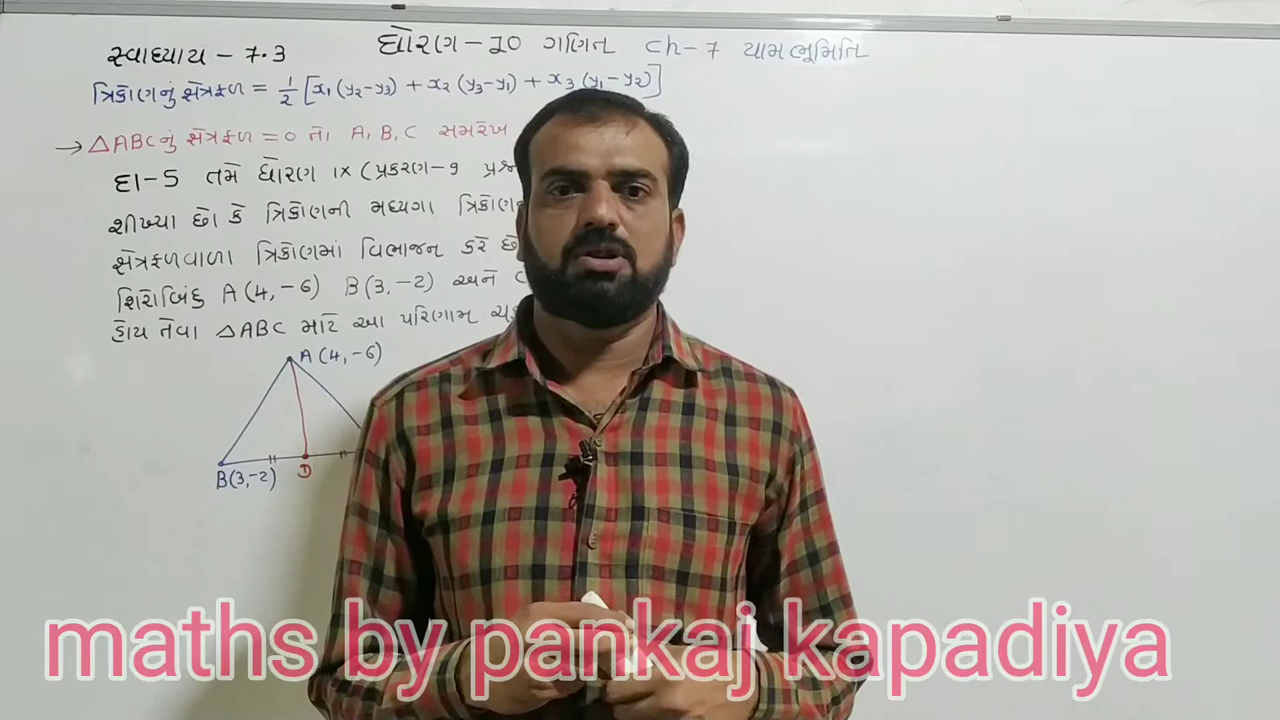 સ્વાધ્યાય - 7.3 ધોરણ - 10 ગણિત ch - 7 યામભૂમિતિ
ત્રિકોણનું ક્ષેત્રફળ = 1/2 [x₁(y₂-y₃) + x₂(y₃-y₁) + x₃(y₁-y₂)]
→ △ABC નું ક્ષેત્રફળ = 0 તો A, B, C સમરેખ
દા-5 તમે ધોરણ IX (પ્રકરણ-9
શીખ્યા છો કે ત્રિકોણની મધ્યગા
ક્ષેત્રફળવાળા ત્રિકોણમાં વિભાજન કરે છે
શિરોબિંદુ A(4,-6) B(3,-2) અને C
હોય તેવા △ABC માટે આ પરિણામ
A(4,-6)
B(3,-2) D
maths by pankaj kapadiya